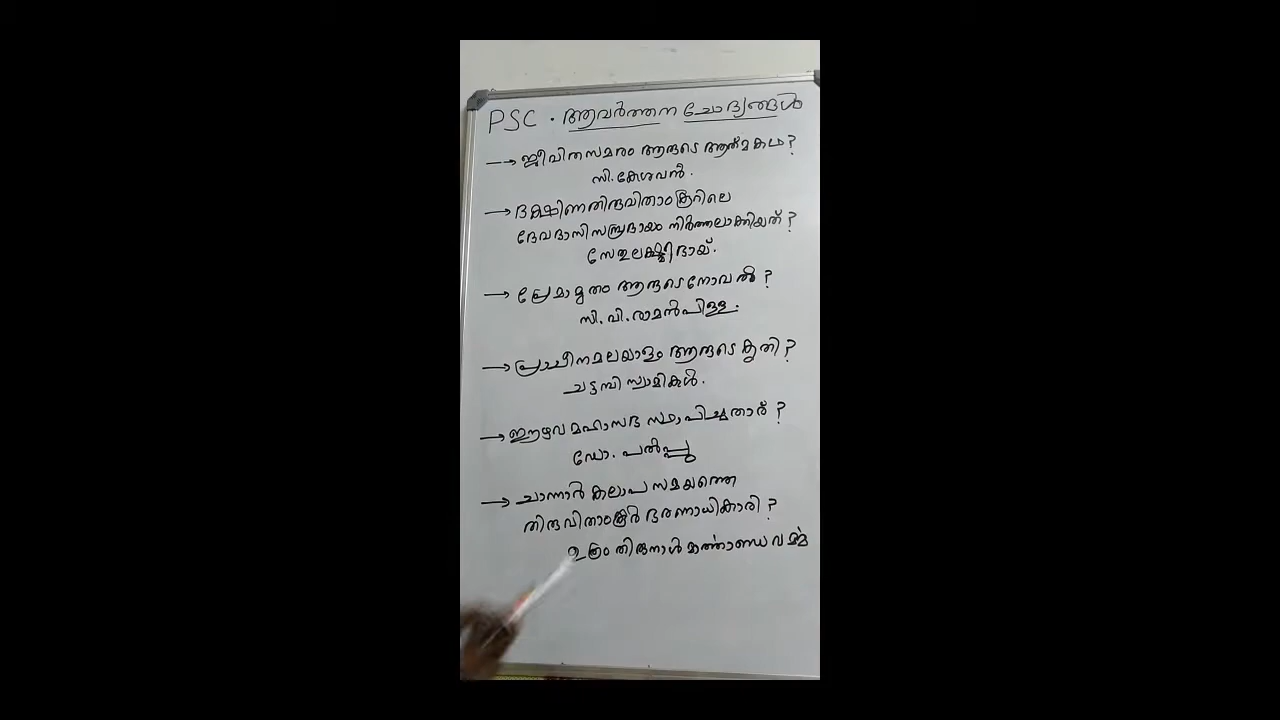 PSC . ആവർത്തന ചോദ്യങ്ങൾ
→ ജീവിതസമരം ആരുടെ ആത്മകഥ?
സി. കേശവൻ.
→ ദക്ഷിണതിരുവിതാംകൂറിലെ
ദേവദാസിസമ്പ്രദായം നിർത്തലാക്കിയത്?
സേതുലക്ഷ്മിഭായ്.
→ പ്രേമാമൃതം ആരുടെ നോവൽ?
സി. വി. രാമൻപിള്ള.
→ പ്രാചീനമലയാളം ആരുടെ കൃതി?
ചട്ടമ്പി സ്വാമികൾ.
→ ഈഴവ മഹാസഭ സ്ഥാപിച്ചതാര്?
ഡോ. പൽപ്പു
→ ചാന്നാർ കലാപ സമയത്തെ
തിരുവിതാംകൂർ ഭരണാധികാരി?
ഉത്രം തിരുനാൾ മാർത്താണ്ഡ വർമ്മ